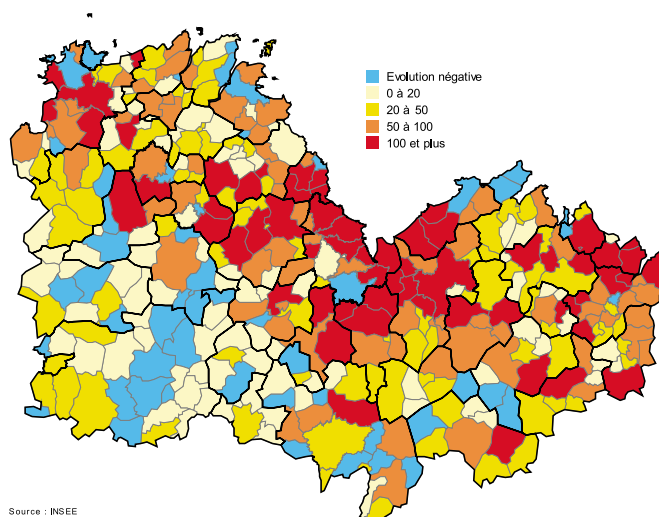 Evolution négative
0 à 20
20 à 50
50 à 100
100 et plus
Source : INSEE